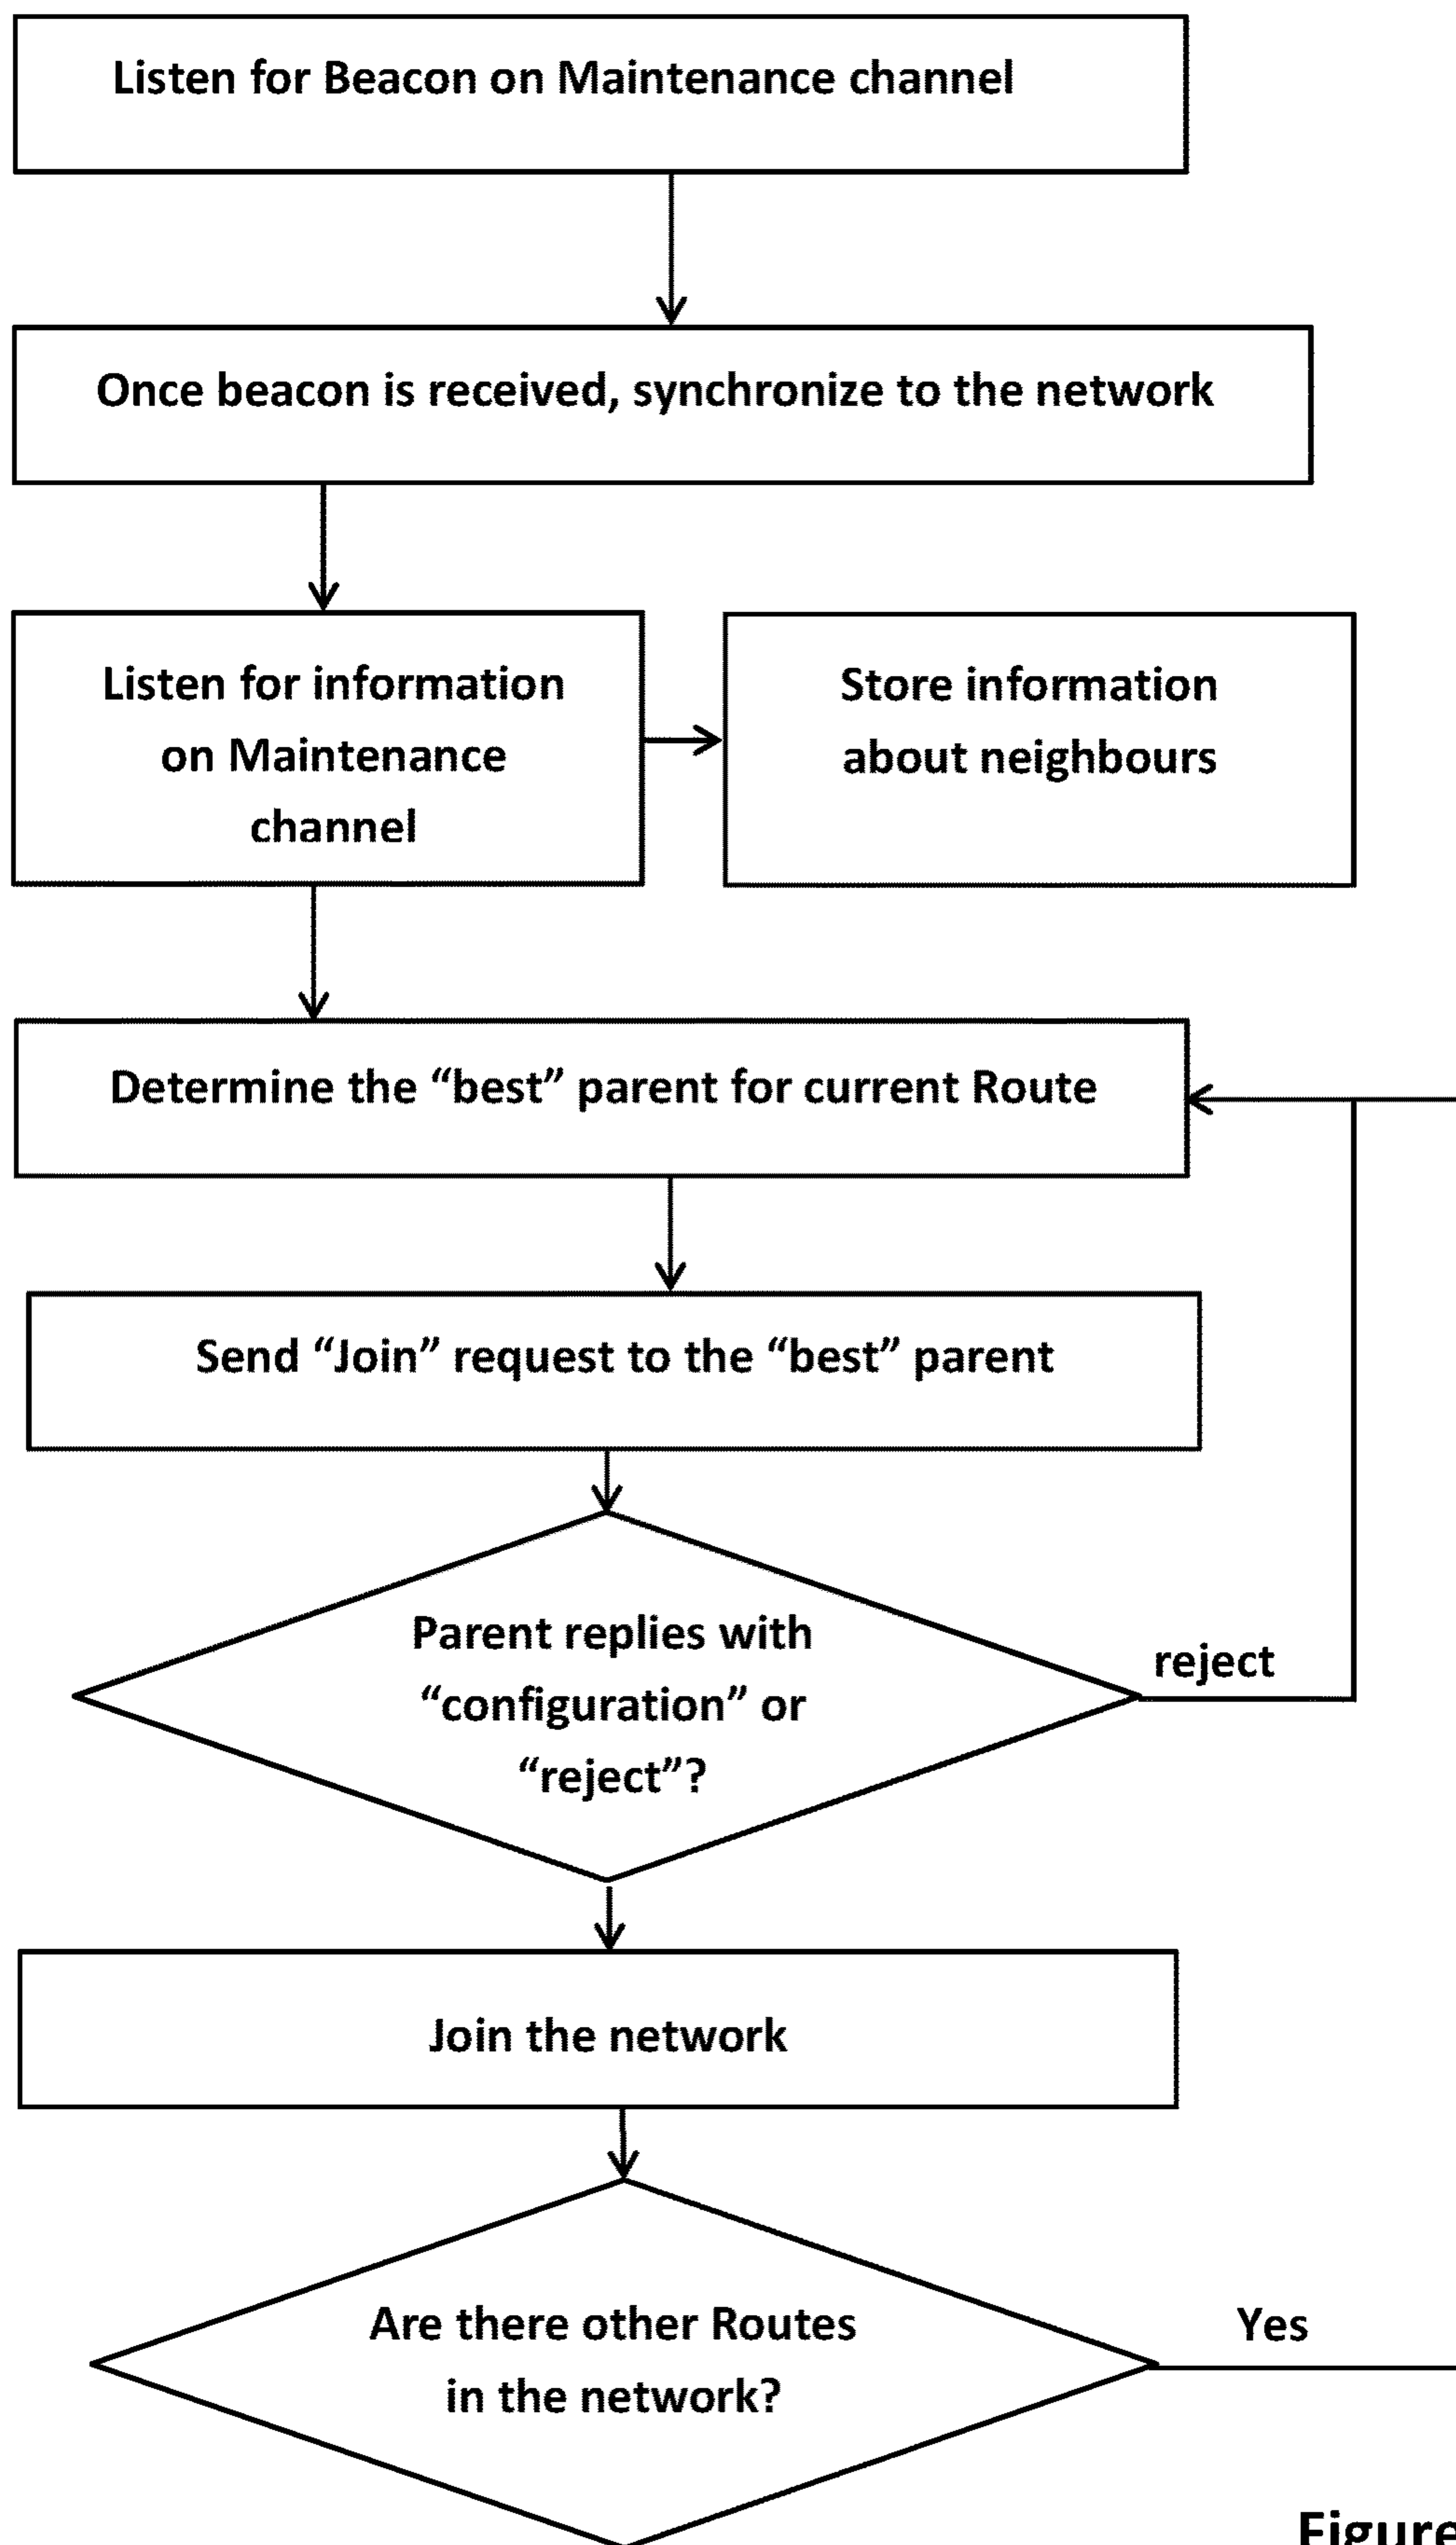 Listen for Beacon on Maintenance channel
Once beacon is received, synchronize to the network
Listen for information
on Maintenance
channel
Store information
about neighbours
Determine the “best” parent for current Route
Send “Join” request to the “best” parent
Parent replies with
“configuration” or
“reject”?
reject
Join the network
Are there other Routes
in the network?
Yes
Figure